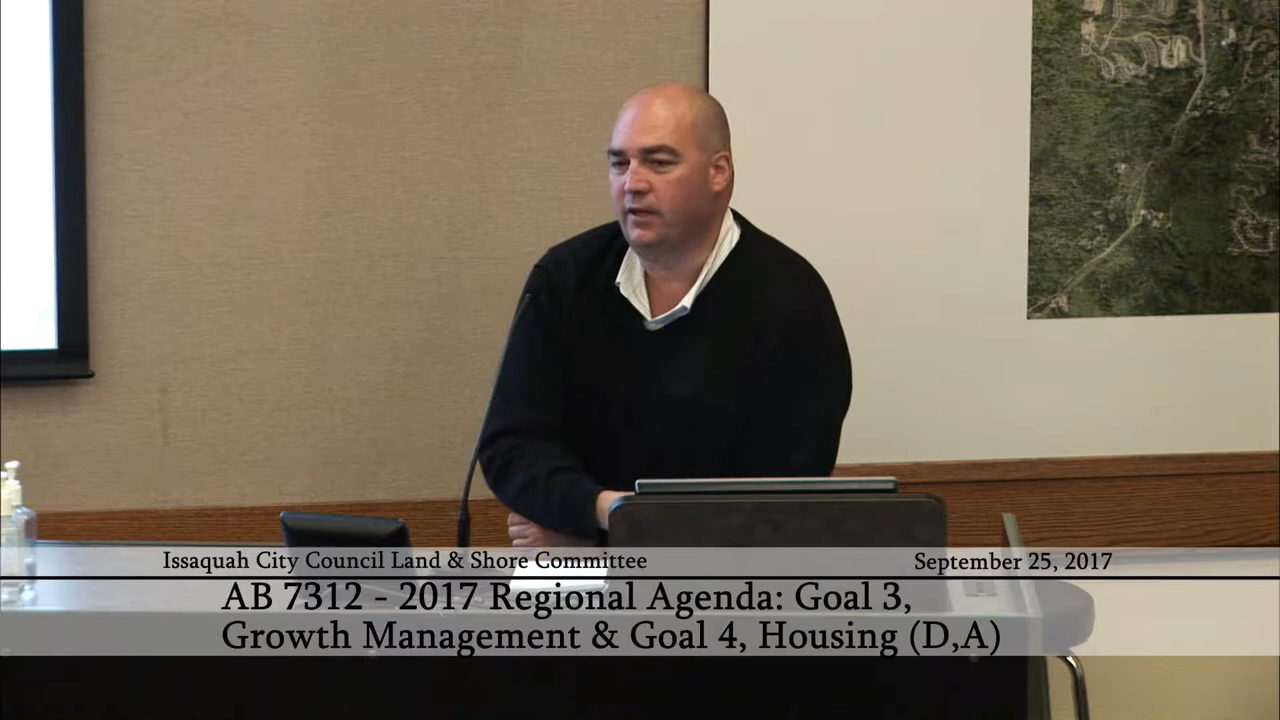 Issaquah City Council Land & Shore Committee
September 25, 2017
AB 7312 - 2017 Regional Agenda: Goal 3,
Growth Management & Goal 4, Housing (D,A)